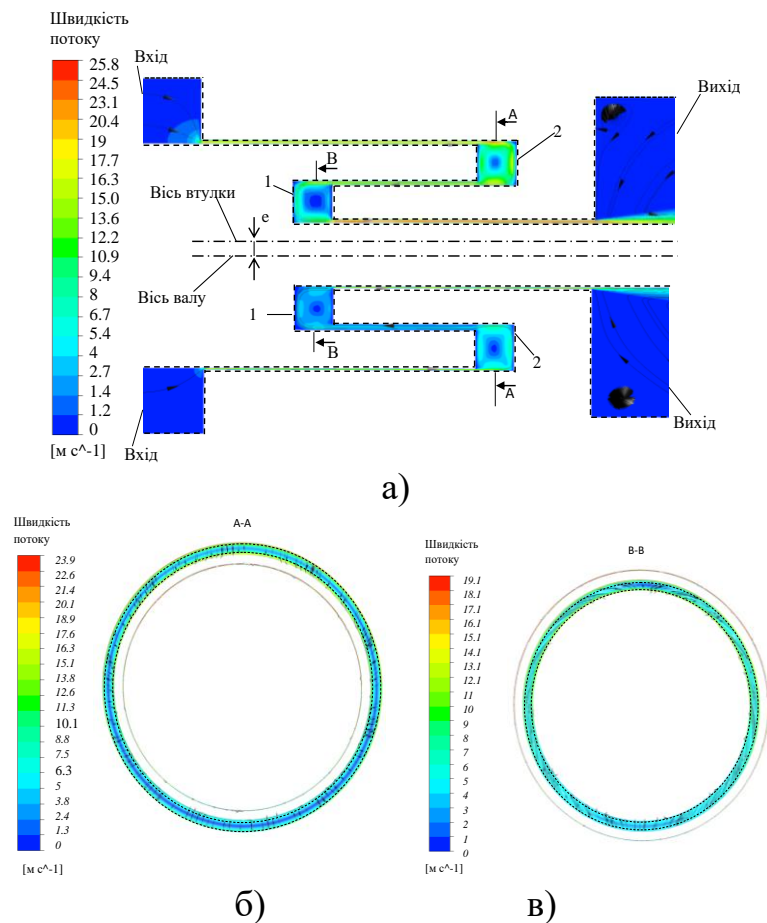 Швидкість
потоку
25.8
24.5
23.1
20.4
19
17.7
16.3
15.0
13.6
12.2
10.9
9.4
8
6.7
5.4
4
2.7
1.4
1.2
0
[м с^-1]
Вхід
Вихід
A
2
B
1
Вісь втулки
e
Вісь валу
1
B
2
A
Вхід
Вихід
а)
Швидкість
потоку
23.9
22.6
21.4
20.1
18.9
17.6
16.3
15.1
13.8
12.6
11.3
10.1
8.8
7.5
6.3
5
3.8
2.4
1.3
0
[м с^-1]
A-A
Швидкість
потоку
19.1
18.1
17.1
16.1
15.1
14.1
13.1
12.1
10
9
8
7
6
5
4
3
2
1
0
[м с^-1]
B-B
б)
в)